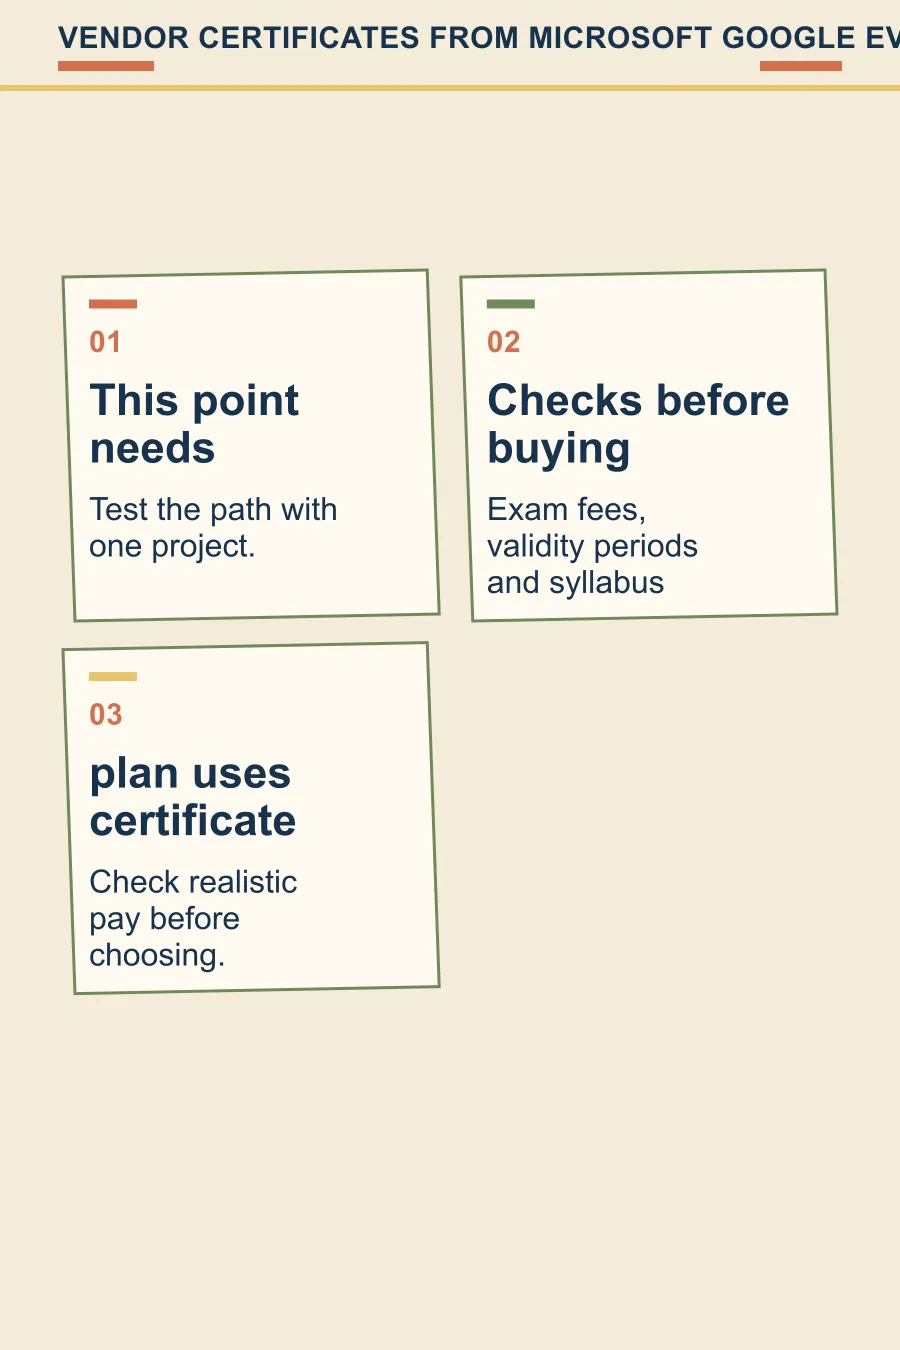 VENDOR CERTIFICATES FROM MICROSOFT GOOGLE EV
01
This point
needs
Test the path with
one project.
02
Checks before
buying
Exam fees,
validity periods
and syllabus
03
plan uses
certificate
Check realistic
pay before
choosing.